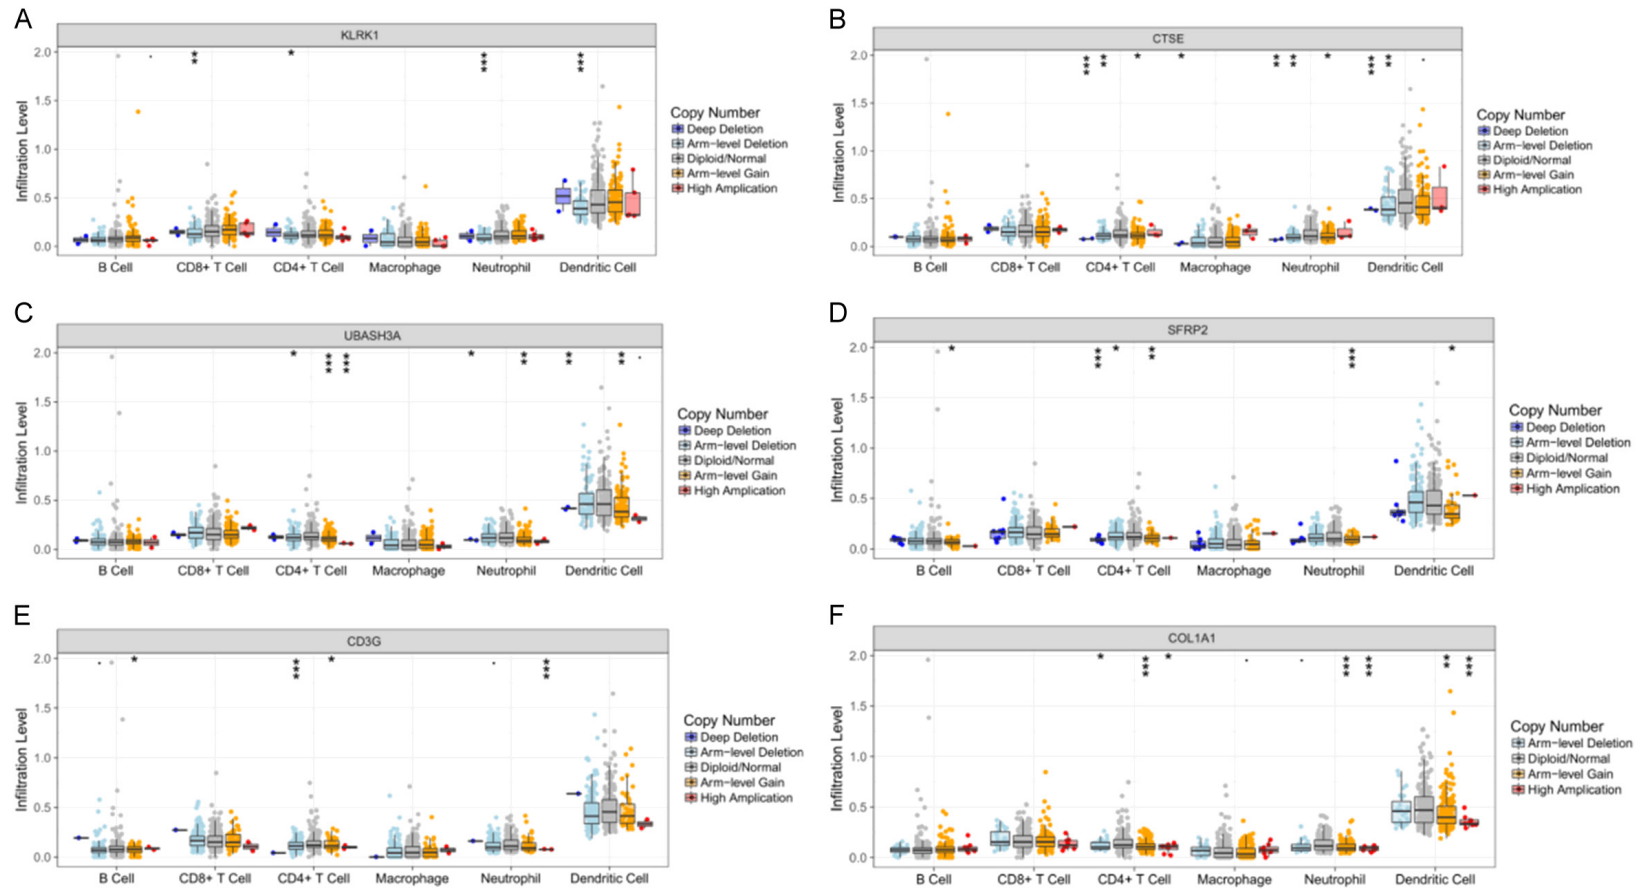 A
KLRK1
2.0
1.5
1.0
0.5
0.0
Infiltration Level
B Cell
CD8+ T Cell
CD4+ T Cell
Macrophage
Neutrophil
Dendritic Cell
Copy Number
Deep Deletion
Arm-level Deletion
Diploid/Normal
Arm-level Gain
High Amplication
** * *** ***
B
CTSE
2.0
1.5
1.0
0.5
0.0
Infiltration Level
B Cell
CD8+ T Cell
CD4+ T Cell
Macrophage
Neutrophil
Dendritic Cell
Copy Number
Deep Deletion
Arm-level Deletion
Diploid/Normal
Arm-level Gain
High Amplication
*** ** * * ** ** * *** **
C
UBASH3A
2.0
1.5
1.0
0.5
0.0
Infiltration Level
B Cell
CD8+ T Cell
CD4+ T Cell
Macrophage
Neutrophil
Dendritic Cell
Copy Number
Deep Deletion
Arm-level Deletion
Diploid/Normal
Arm-level Gain
High Amplication
* *** *** * ** ** **
D
SFRP2
2.0
1.5
1.0
0.5
0.0
Infiltration Level
B Cell
CD8+ T Cell
CD4+ T Cell
Macrophage
Neutrophil
Dendritic Cell
Copy Number
Deep Deletion
Arm-level Deletion
Diploid/Normal
Arm-level Gain
High Amplication
* *** * ** *** *
E
CD3G
2.0
1.5
1.0
0.5
0.0
Infiltration Level
B Cell
CD8+ T Cell
CD4+ T Cell
Macrophage
Neutrophil
Dendritic Cell
Copy Number
Deep Deletion
Arm-level Deletion
Diploid/Normal
Arm-level Gain
High Amplication
* *** * ***
F
COL1A1
2.0
1.5
1.0
0.5
0.0
Infiltration Level
B Cell
CD8+ T Cell
CD4+ T Cell
Macrophage
Neutrophil
Dendritic Cell
Copy Number
Arm-level Deletion
Diploid/Normal
Arm-level Gain
High Amplication
* *** * *** *** ** ***